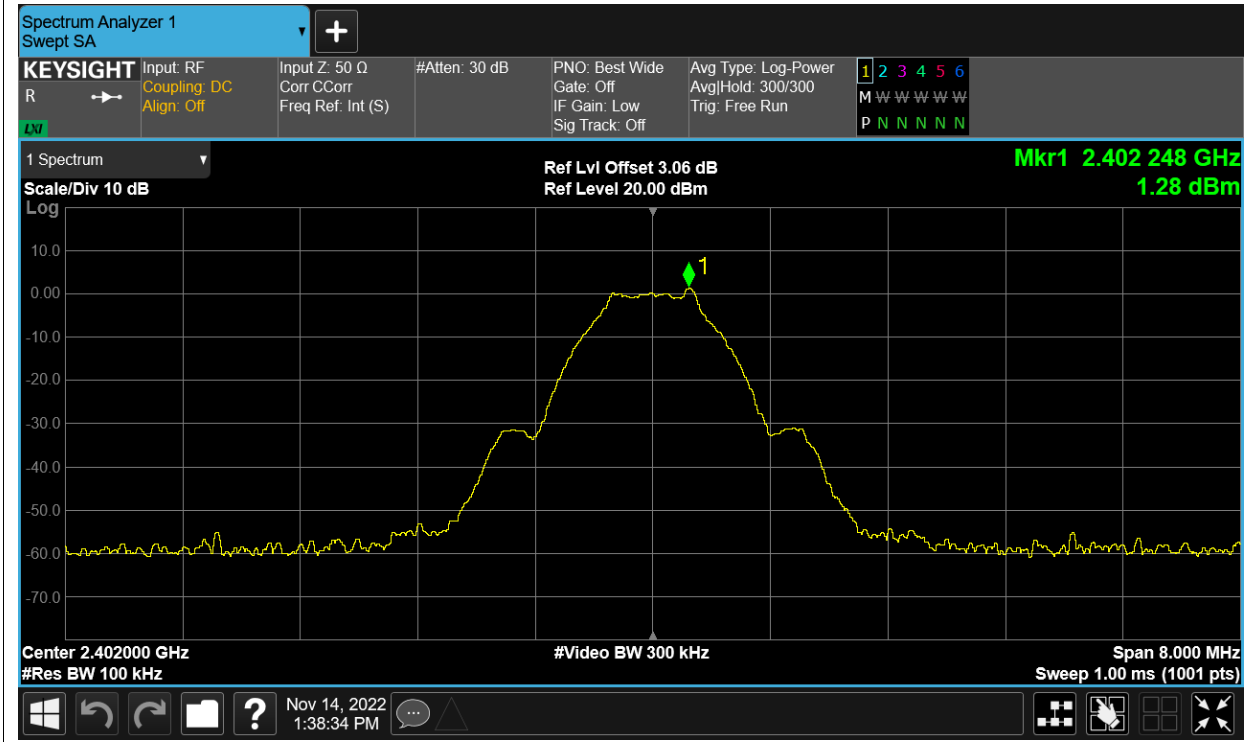 Spectrum Analyzer 1
Swept SA
KEYSIGHT
R
LXI
Input: RF
Coupling: DC
Align: Off
Input Z: 50 Ω
Corr CCorr
Freq Ref: Int (S)
#Atten: 30 dB
PNO: Best Wide
Gate: Off
IF Gain: Low
Sig Track: Off
Avg Type: Log-Power
Avg|Hold: 300/300
Trig: Free Run
1 2 3 4 5 6
M W W W W W
P N N N N N
1 Spectrum
Scale/Div 10 dB
Log
Ref Lvl Offset 3.06 dB
Ref Level 20.00 dBm
Mkr1 2.402 248 GHz
1.28 dBm
1
10.0
0.00
-10.0
-20.0
-30.0
-40.0
-50.0
-60.0
-70.0
Center 2.402000 GHz
#Res BW 100 kHz
#Video BW 300 kHz
Span 8.000 MHz
Sweep 1.00 ms (1001 pts)
?
Nov 14, 2022
1:38:34 PM